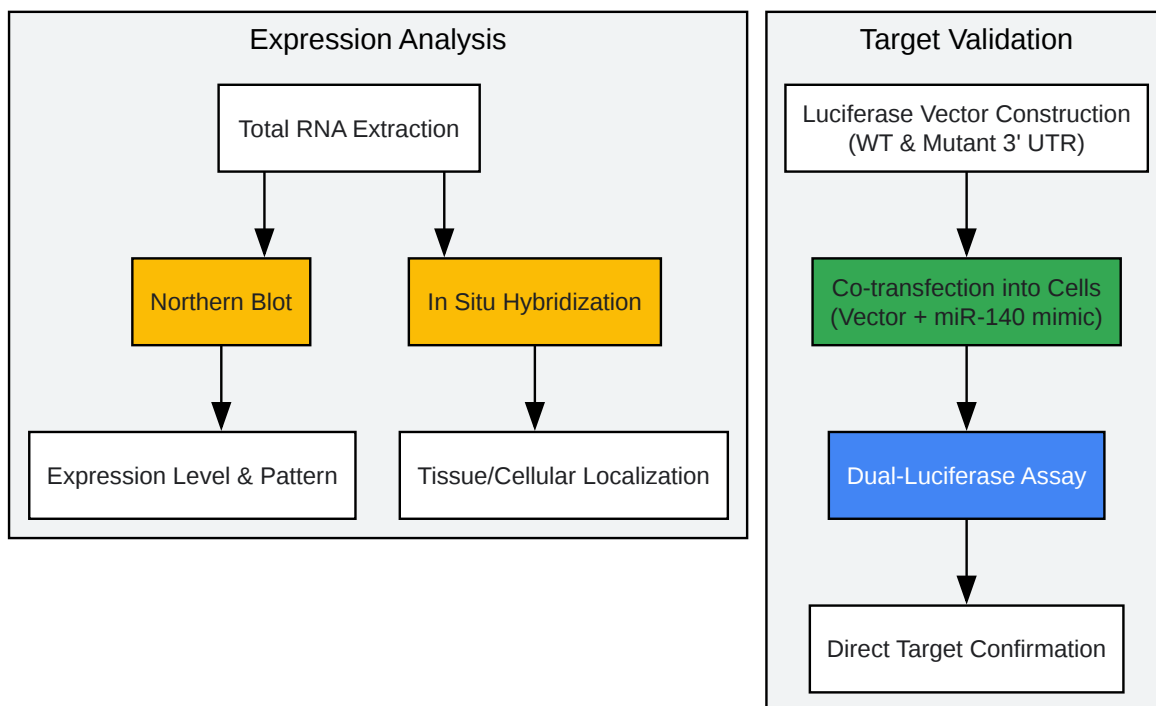 Expression Analysis
Total RNA Extraction
Northern Blot
In Situ Hybridization
Expression Level & Pattern
Tissue/Cellular Localization
Target Validation
Luciferase Vector Construction
(WT & Mutant 3' UTR)
Co-transfection into Cells
(Vector + miR-140 mimic)
Dual-Luciferase Assay
Direct Target Confirmation